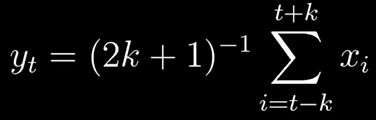 $y_t = (2k+1)^{-1} \sum_{i=t-k}^{t+k} x_i$